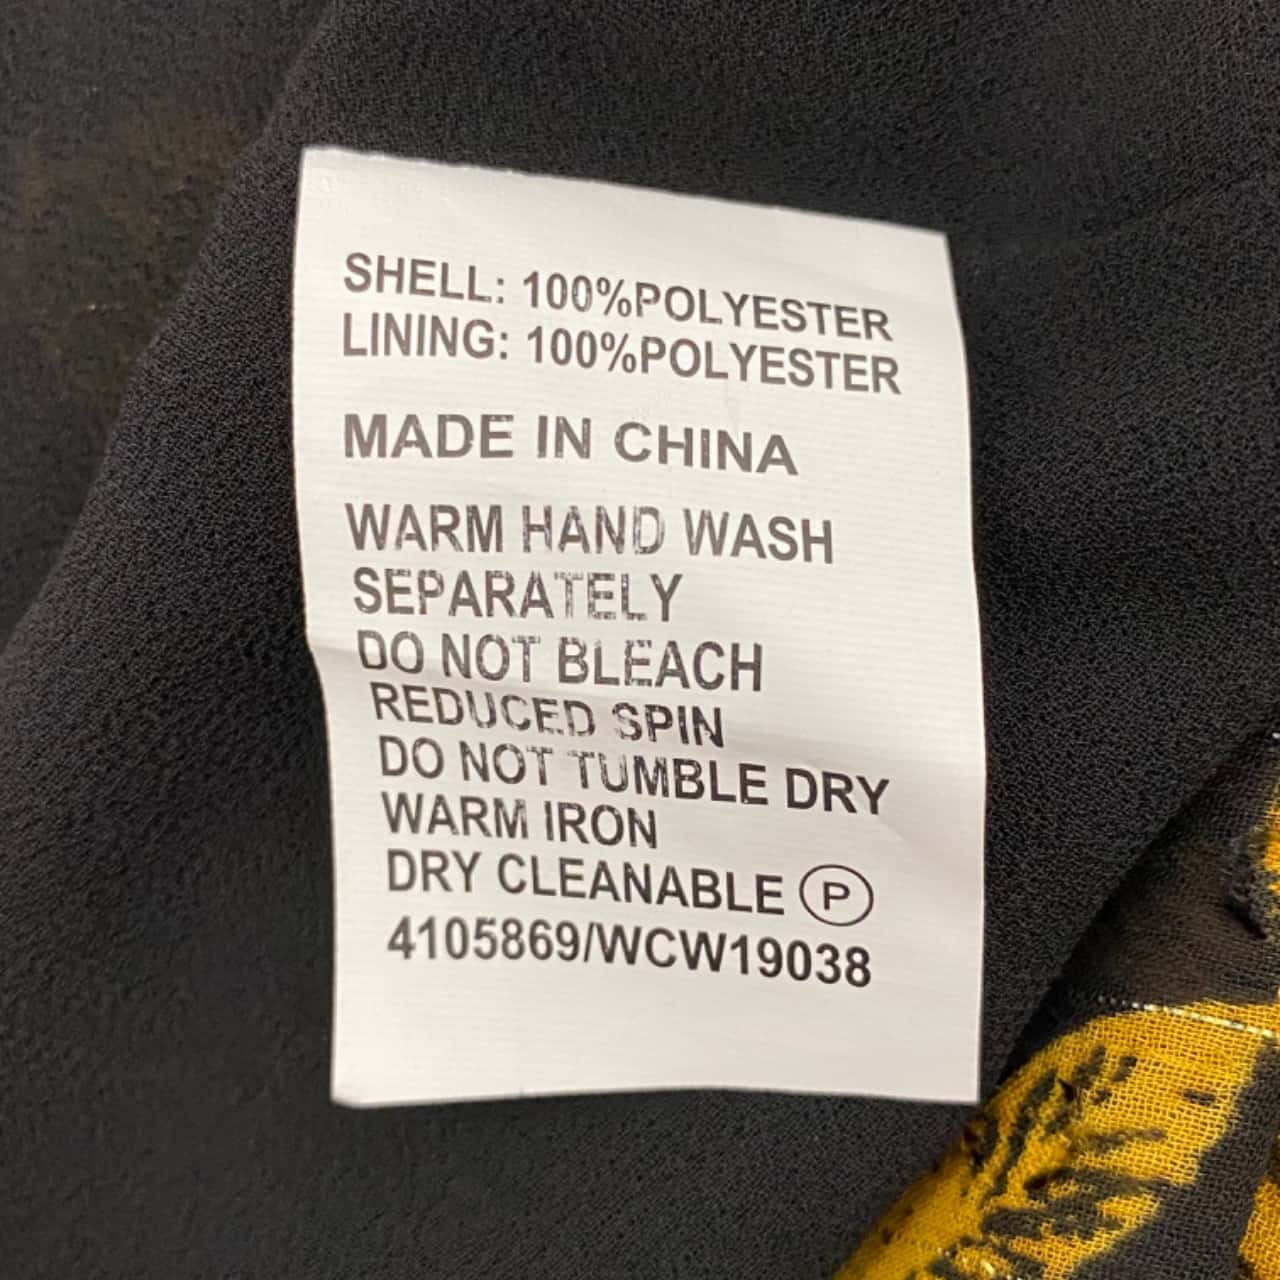 SHELL: 100%POLYESTER
LINING: 100%POLYESTER
MADE IN CHINA
WARM HAND WASH
SEPARATELY
DO NOT BLEACH
REDUCED SPIN
DO NOT TUMBLE DRY
WARM IRON
DRY CLEANABLE P
4105869/WCW19038